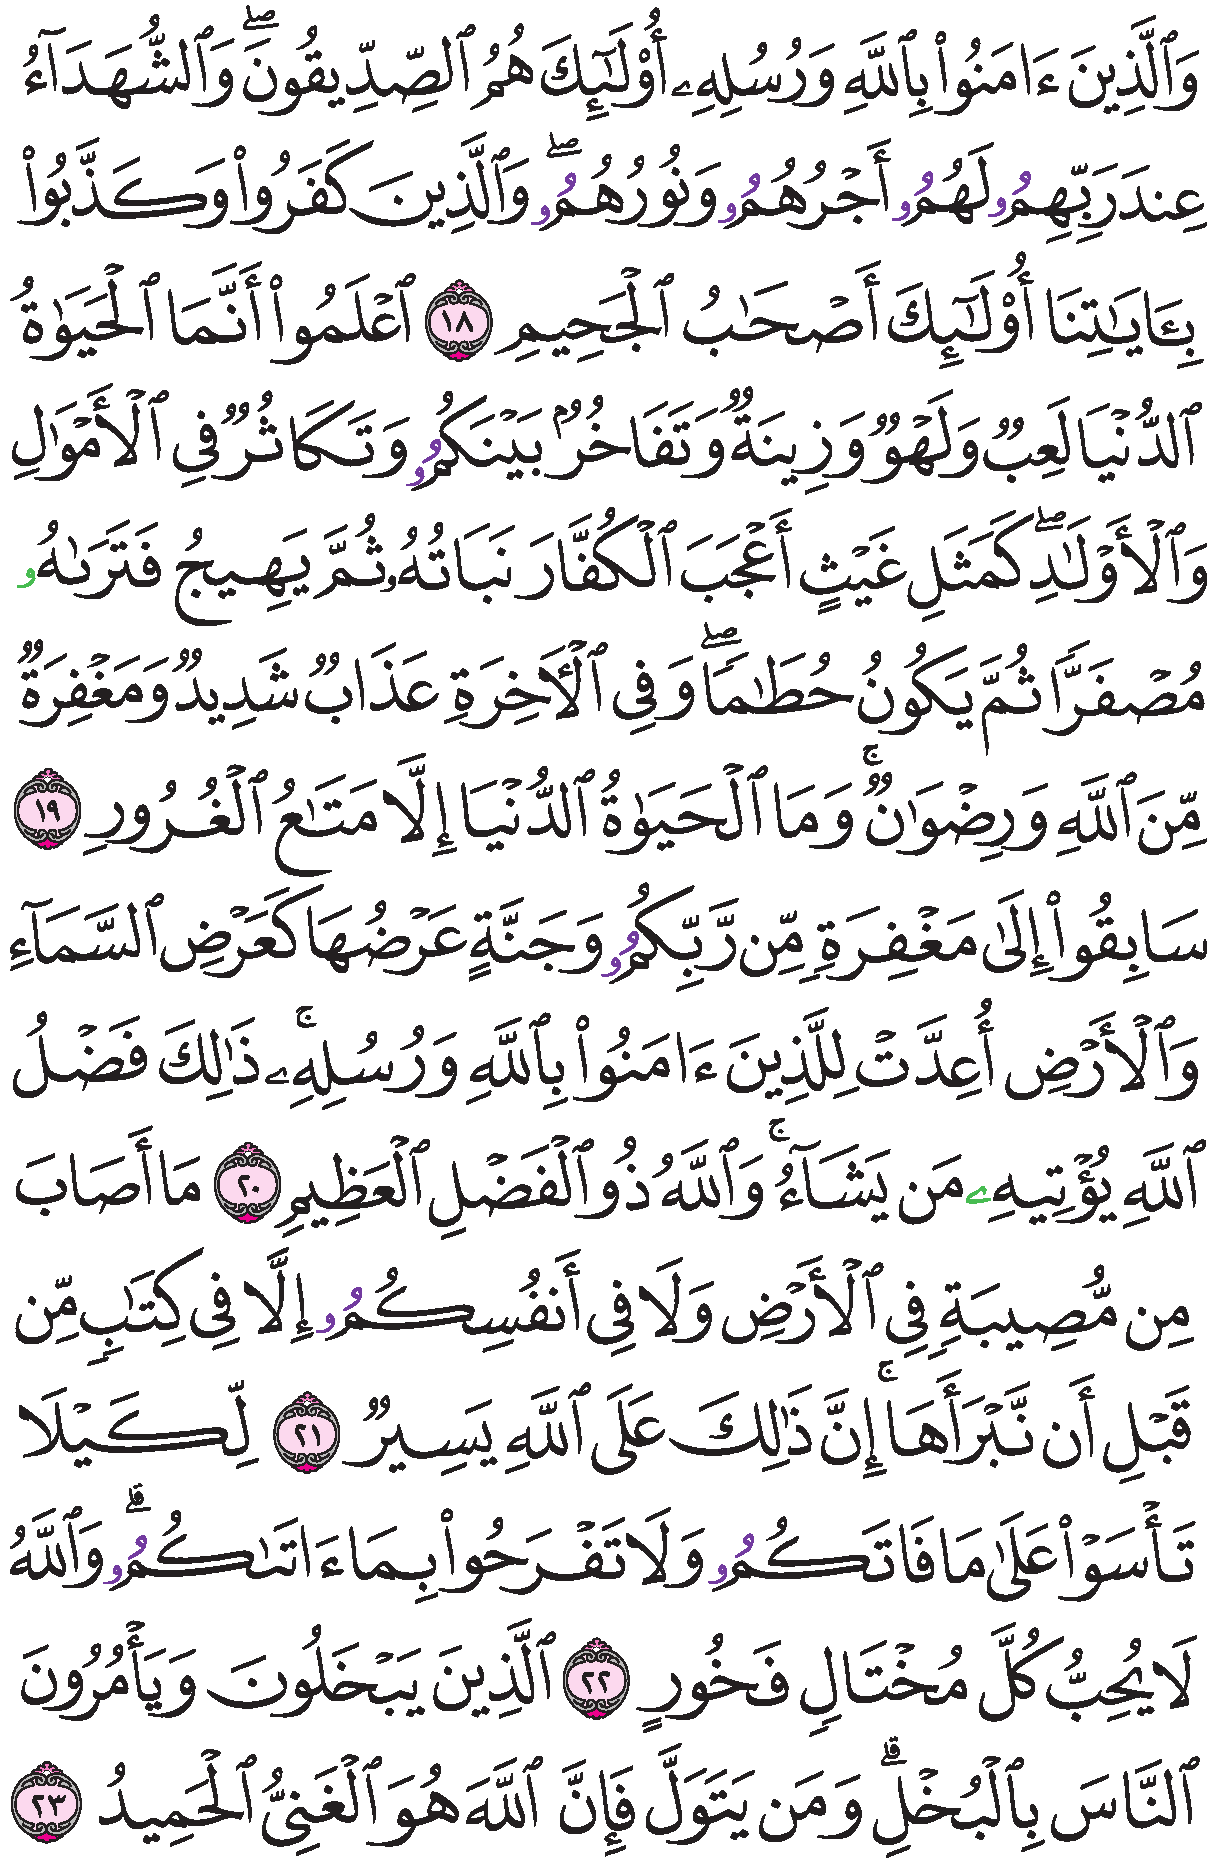 وَٱلَّذِينَ ءَامَنُواْ بِٱللَّهِ وَرُسُلِهِۦ أُوْلَٰٓئِكَ هُمُ ٱلصِّدِّيقُونَۖ وَٱلشُّهَدَآءُ
عِندَ رَبِّهِمُۥ لَهُمُۥ أَجْرُهُمُۥ وَنُورُهُمُۥۖ وَٱلَّذِينَ كَفَرُواْ وَكَذَّبُواْ
بِـَٔايَٰتِنَا أُوْلَٰٓئِكَ أَصْحَٰبُ ٱلْجَحِيمِ ١٨ ٱعْلَمُواْ أَنَّمَا ٱلْحَيَوٰةُ
ٱلدُّنْيَا لَعِبٌ وَلَهْوٌ وَزِينَةٌ وَتَفَاخُرٌۢ بَيْنَكُمُۥ وَتَكَاثُرٌ فِى ٱلْأَمْوَٰلِ
وَٱلْأَوْلَٰدِۖ كَمَثَلِ غَيْثٍ أَعْجَبَ ٱلْكُفَّارَ نَبَاتُهُۥ ثُمَّ يَهِيجُ فَتَرَىٰهُۥ
مُصْفَرًّا ثُمَّ يَكُونُ حُطَٰمًاۖ وَفِى ٱلْأٓخِرَةِ عَذَابٌ شَدِيدٌ وَمَغْفِرَةٌ
مِّنَ ٱللَّهِ وَرِضْوَٰنٌۚ وَمَا ٱلْحَيَوٰةُ ٱلدُّنْيَا إِلَّا مَتَٰعُ ٱلْغُرُورِ ١٩
سَابِقُواْ إِلَىٰ مَغْفِرَةٍ مِّن رَّبِّكُمُۥ وَجَنَّةٍ عَرْضُهَا كَعَرْضِ ٱلسَّمَآءِ
وَٱلْأَرْضِ أُعِدَّتْ لِلَّذِينَ ءَامَنُواْ بِٱللَّهِ وَرُسُلِهِۦۚ ذَٰلِكَ فَضْلُ
ٱللَّهِ يُؤْتِيهِۦ مَن يَشَآءُۚ وَٱللَّهُ ذُو ٱلْفَضْلِ ٱلْعَظِيمِ ٢٠ مَا أَصَابَ
مِن مُّصِيبَةٍ فِى ٱلْأَرْضِ وَلَا فِى أَنفُسِكُمُۥ إِلَّا فِى كِتَٰبٍ مِّن
قَبْلِ أَن نَّبْرَأَهَاۚ إِنَّ ذَٰلِكَ عَلَى ٱللَّهِ يَسِيرٌ ٢١ لِّكَيْلَا
تَأْسَوْاْ عَلَىٰ مَا فَاتَكُمُۥ وَلَا تَفْرَحُواْ بِمَا ءَاتَىٰكُمُۥۗ وَٱللَّهُ
لَا يُحِبُّ كُلَّ مُخْتَالٍ فَخُورٍ ٢٢ ٱلَّذِينَ يَبْخَلُونَ وَيَأْمُرُونَ
ٱلنَّاسَ بِٱلْبُخْلِۗ وَمَن يَتَوَلَّ فَإِنَّ ٱللَّهَ هُوَ ٱلْغَنِىُّ ٱلْحَمِيدُ ٢٣